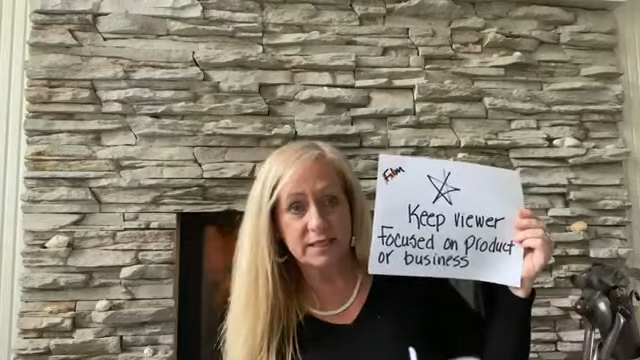 Film
Keep viewer
Focused on Product
or business